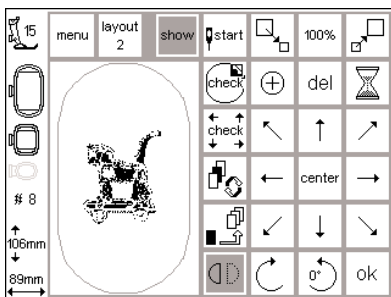 15
menu
layout
2
show
start
100%
check
del
check
center
# 8
106mm
89mm
0°
ok